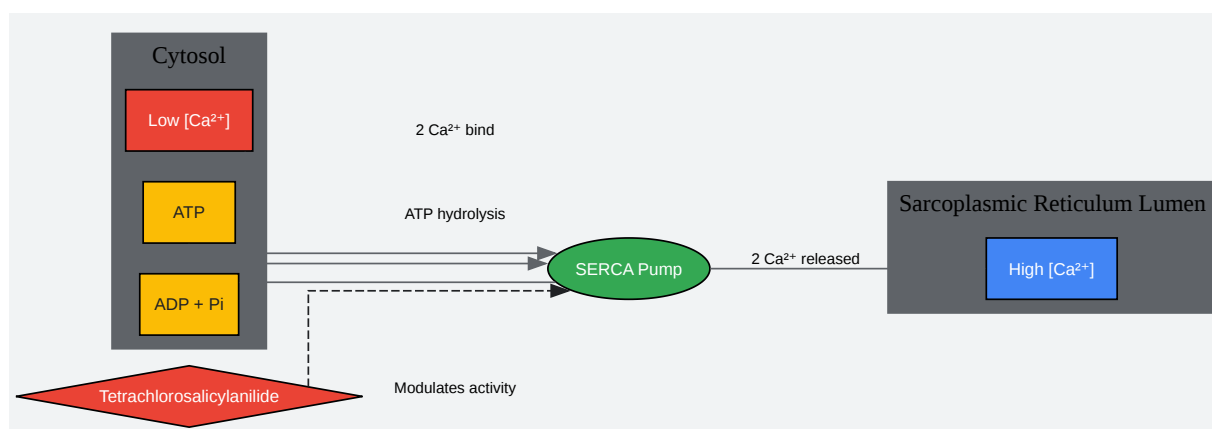 Cytosol
Low [Ca²⁺]
2 Ca²⁺ bind
ATP
ATP hydrolysis
Sarcoplasmic Reticulum Lumen
SERCA Pump
2 Ca²⁺ released
High [Ca²⁺]
ADP + Pi
Tetrachlorosalicylanilide
Modulates activity